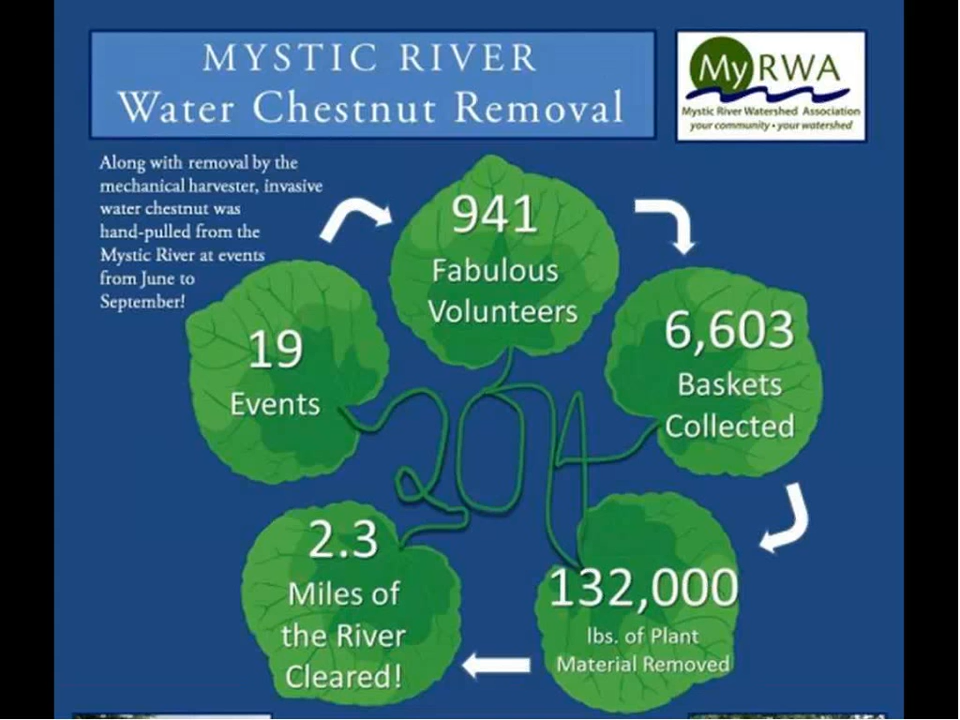 MYSTIC RIVER
Water Chestnut Removal
My RWA
Mystic River Watershed Association
your community • your watershed
Along with removal by the
mechanical harvester, invasive
water chestnut was
hand-pulled from the
Mystic River at events
from June to
September!
19
Events
941
Fabulous
Volunteers
6,603
Baskets
Collected
132,000
lbs. of Plant
Material Removed
2.3
Miles of
the River
Cleared!
2014